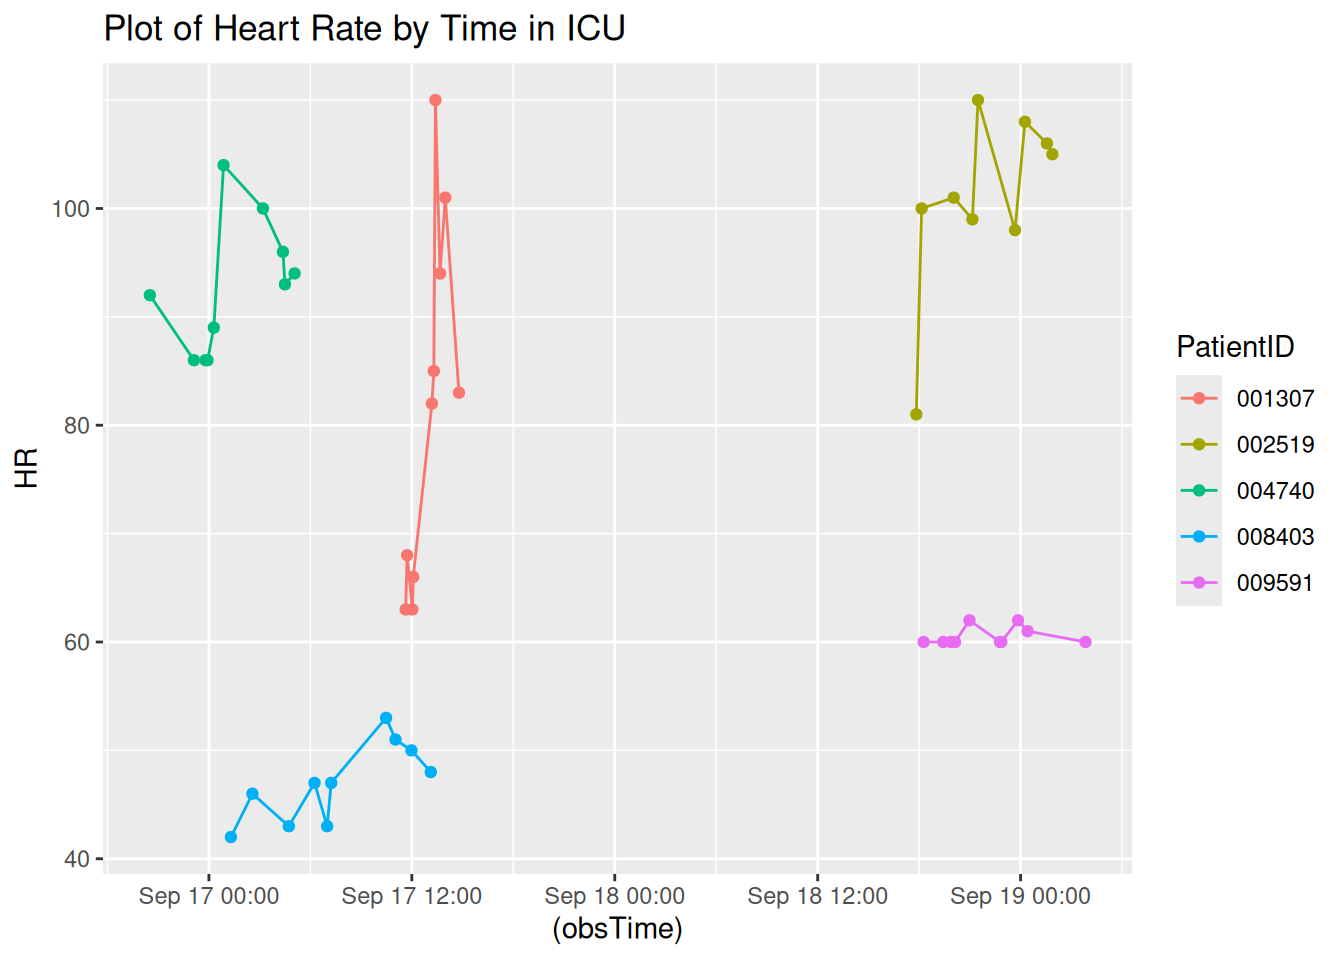 Plot of Heart Rate by Time in ICU
HR
100
80
60
40
Sep 17 00:00
Sep 17 12:00
Sep 18 00:00
Sep 18 12:00
Sep 19 00:00
(obsTime)
PatientID
001307
002519
004740
008403
009591